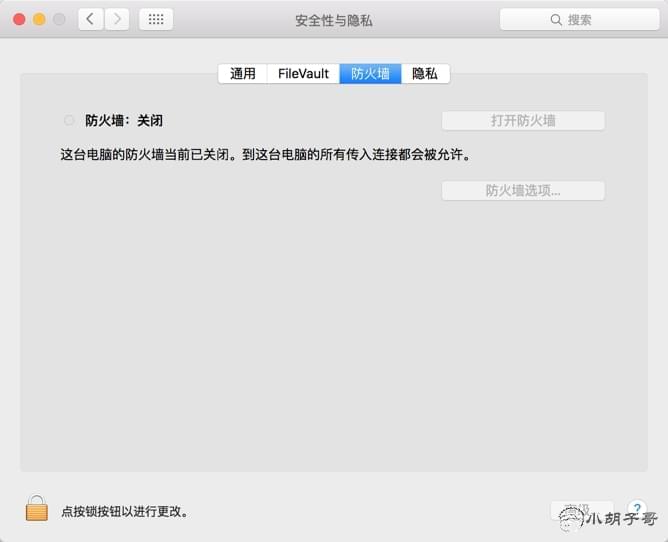 安全性与隐私
搜索
通用
FileVault
防火墙
隐私
防火墙：关闭
打开防火墙
这台电脑的防火墙当前已关闭。到这台电脑的所有传入连接都会被允许。
防火墙选项...
点按锁按钮以进行更改。
?
小胡子哥